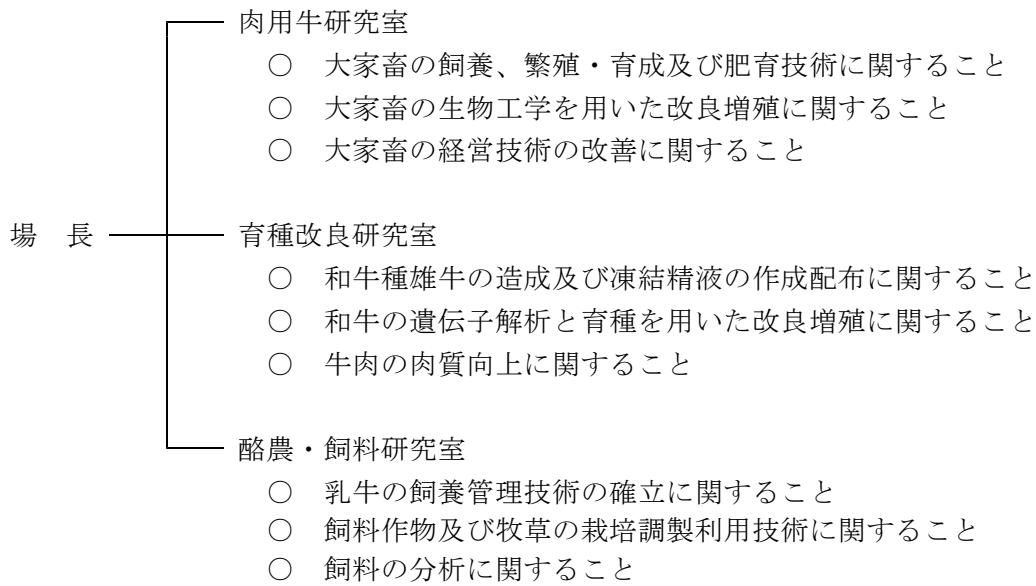 肉用牛研究室
○ 大家畜の飼養、繁殖・育成及び肥育技術に関すること
○ 大家畜の生物工学を用いた改良増殖に関すること
○ 大家畜の経営技術の改善に関すること
場 長
育種改良研究室
○ 和牛種雄牛の造成及び凍結精液の作成配布に関すること
○ 和牛の遺伝子解析と育種を用いた改良増殖に関すること
○ 牛肉の肉質向上に関すること
酪農・飼料研究室
○ 乳牛の飼養管理技術の確立に関すること
○ 飼料作物及び牧草の栽培調製利用技術に関すること
○ 飼料の分析に関すること